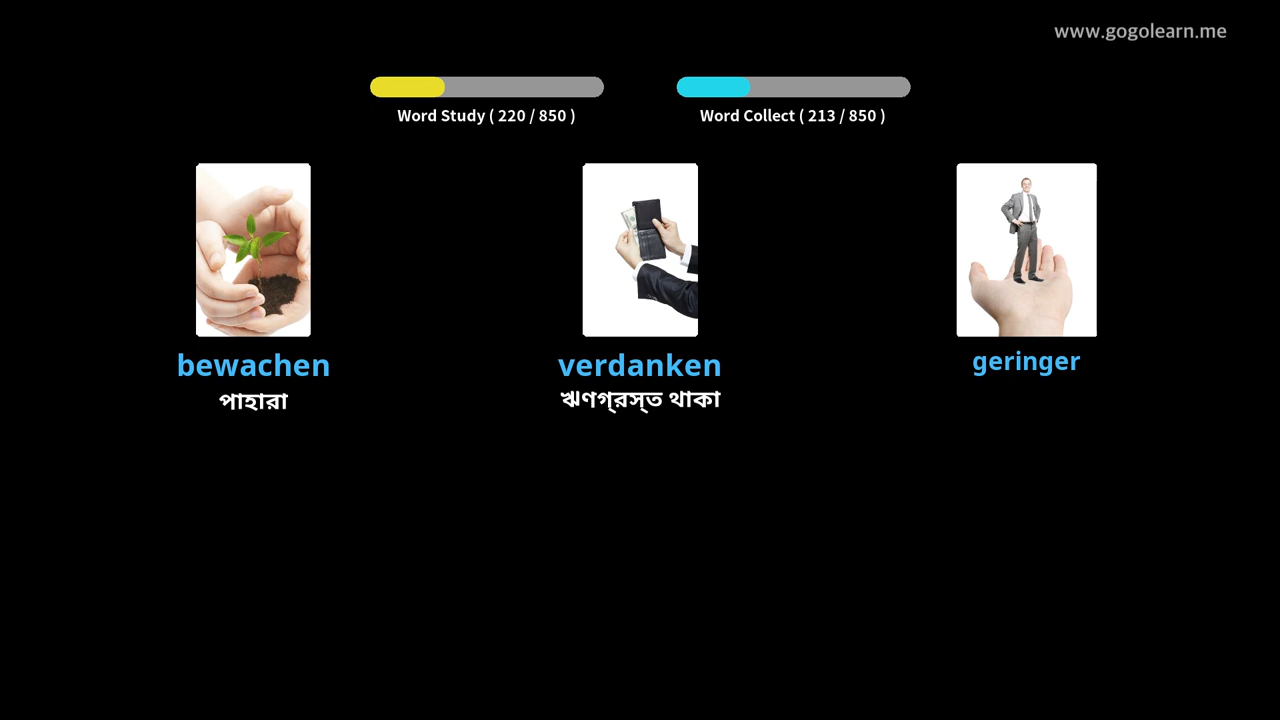 www.gogolearn.me
Word Study ( 220 / 850 )
Word Collect ( 213 / 850 )
bewachen
verdanken
geringer
পাহারা
ঋণগ্রস্ত থাকা